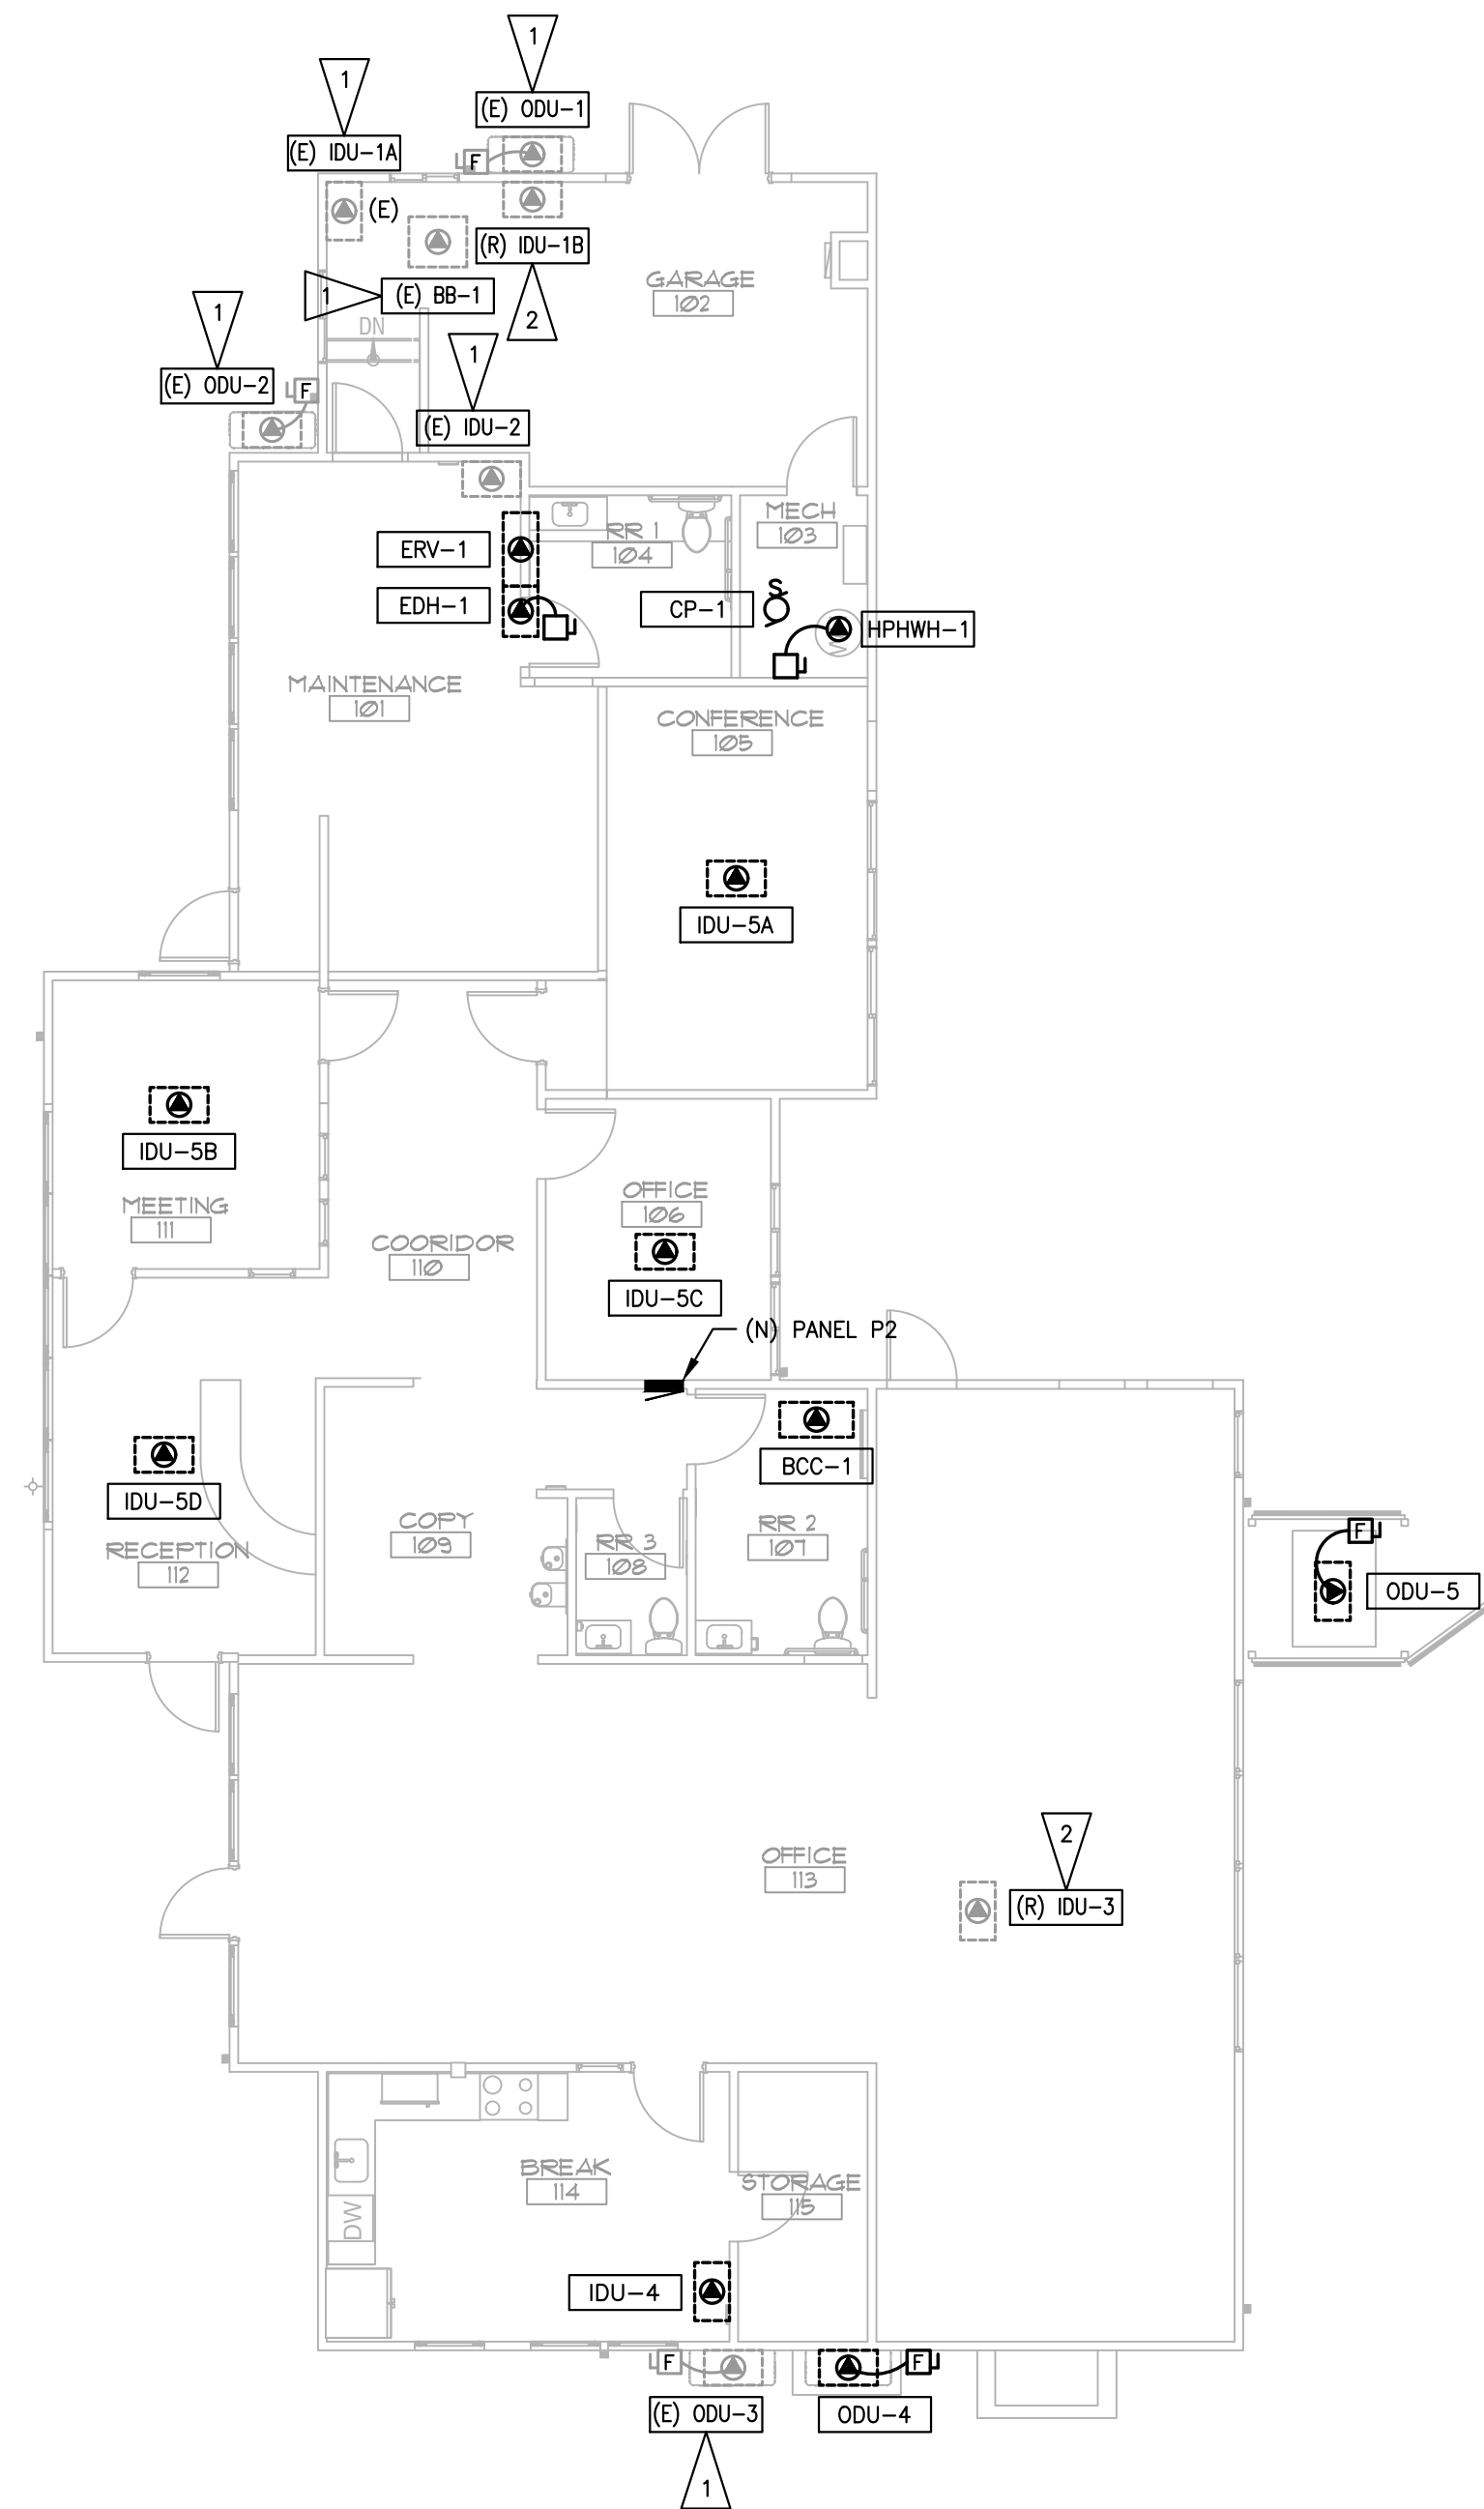 1
(E) ODU-1
1
(E) IDU-1A
F
(E)
(R) IDU-1B
2
GARAGE
102
1
(E) BB-1
1
(E) ODU-2
F
DN
1
(E) IDU-2
MECH
103
RR 1
104
ERV-1
EDH-1
CP-1
S
HPHWH-1
W
MAINTENANCE
101
CONFERENCE
105
IDU-5A
IDU-5B
MEETING
111
OFFICE
106
COORIDOR
110
IDU-5C
(N) PANEL P2
BCC-1
IDU-5D
RECEPTION
112
COPY
109
RR 3
108
RR 2
107
F
ODU-5
2
OFFICE
113
(R) IDU-3
BREAK
114
STORAGE
115
DW
IDU-4
F
F
(E) ODU-3
ODU-4
1